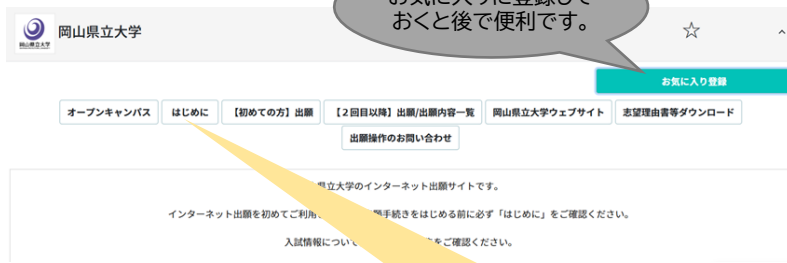 お気に入りに登録して
おくと後で便利です。
岡山県立大学
岡山県立大学
お気に入り登録
オープンキャンパス はじめに 【初めての方】出願 【2回目以降】出願/出願内容一覧 岡山県立大学ウェブサイト 志望理由書等ダウンロード
出願操作のお問い合わせ
県立大学のインターネット出願サイトです。
インターネット出願を初めてご利用 手続きをはじめる前に必ず「はじめに」をご確認ください。
入試情報について をご確認ください。